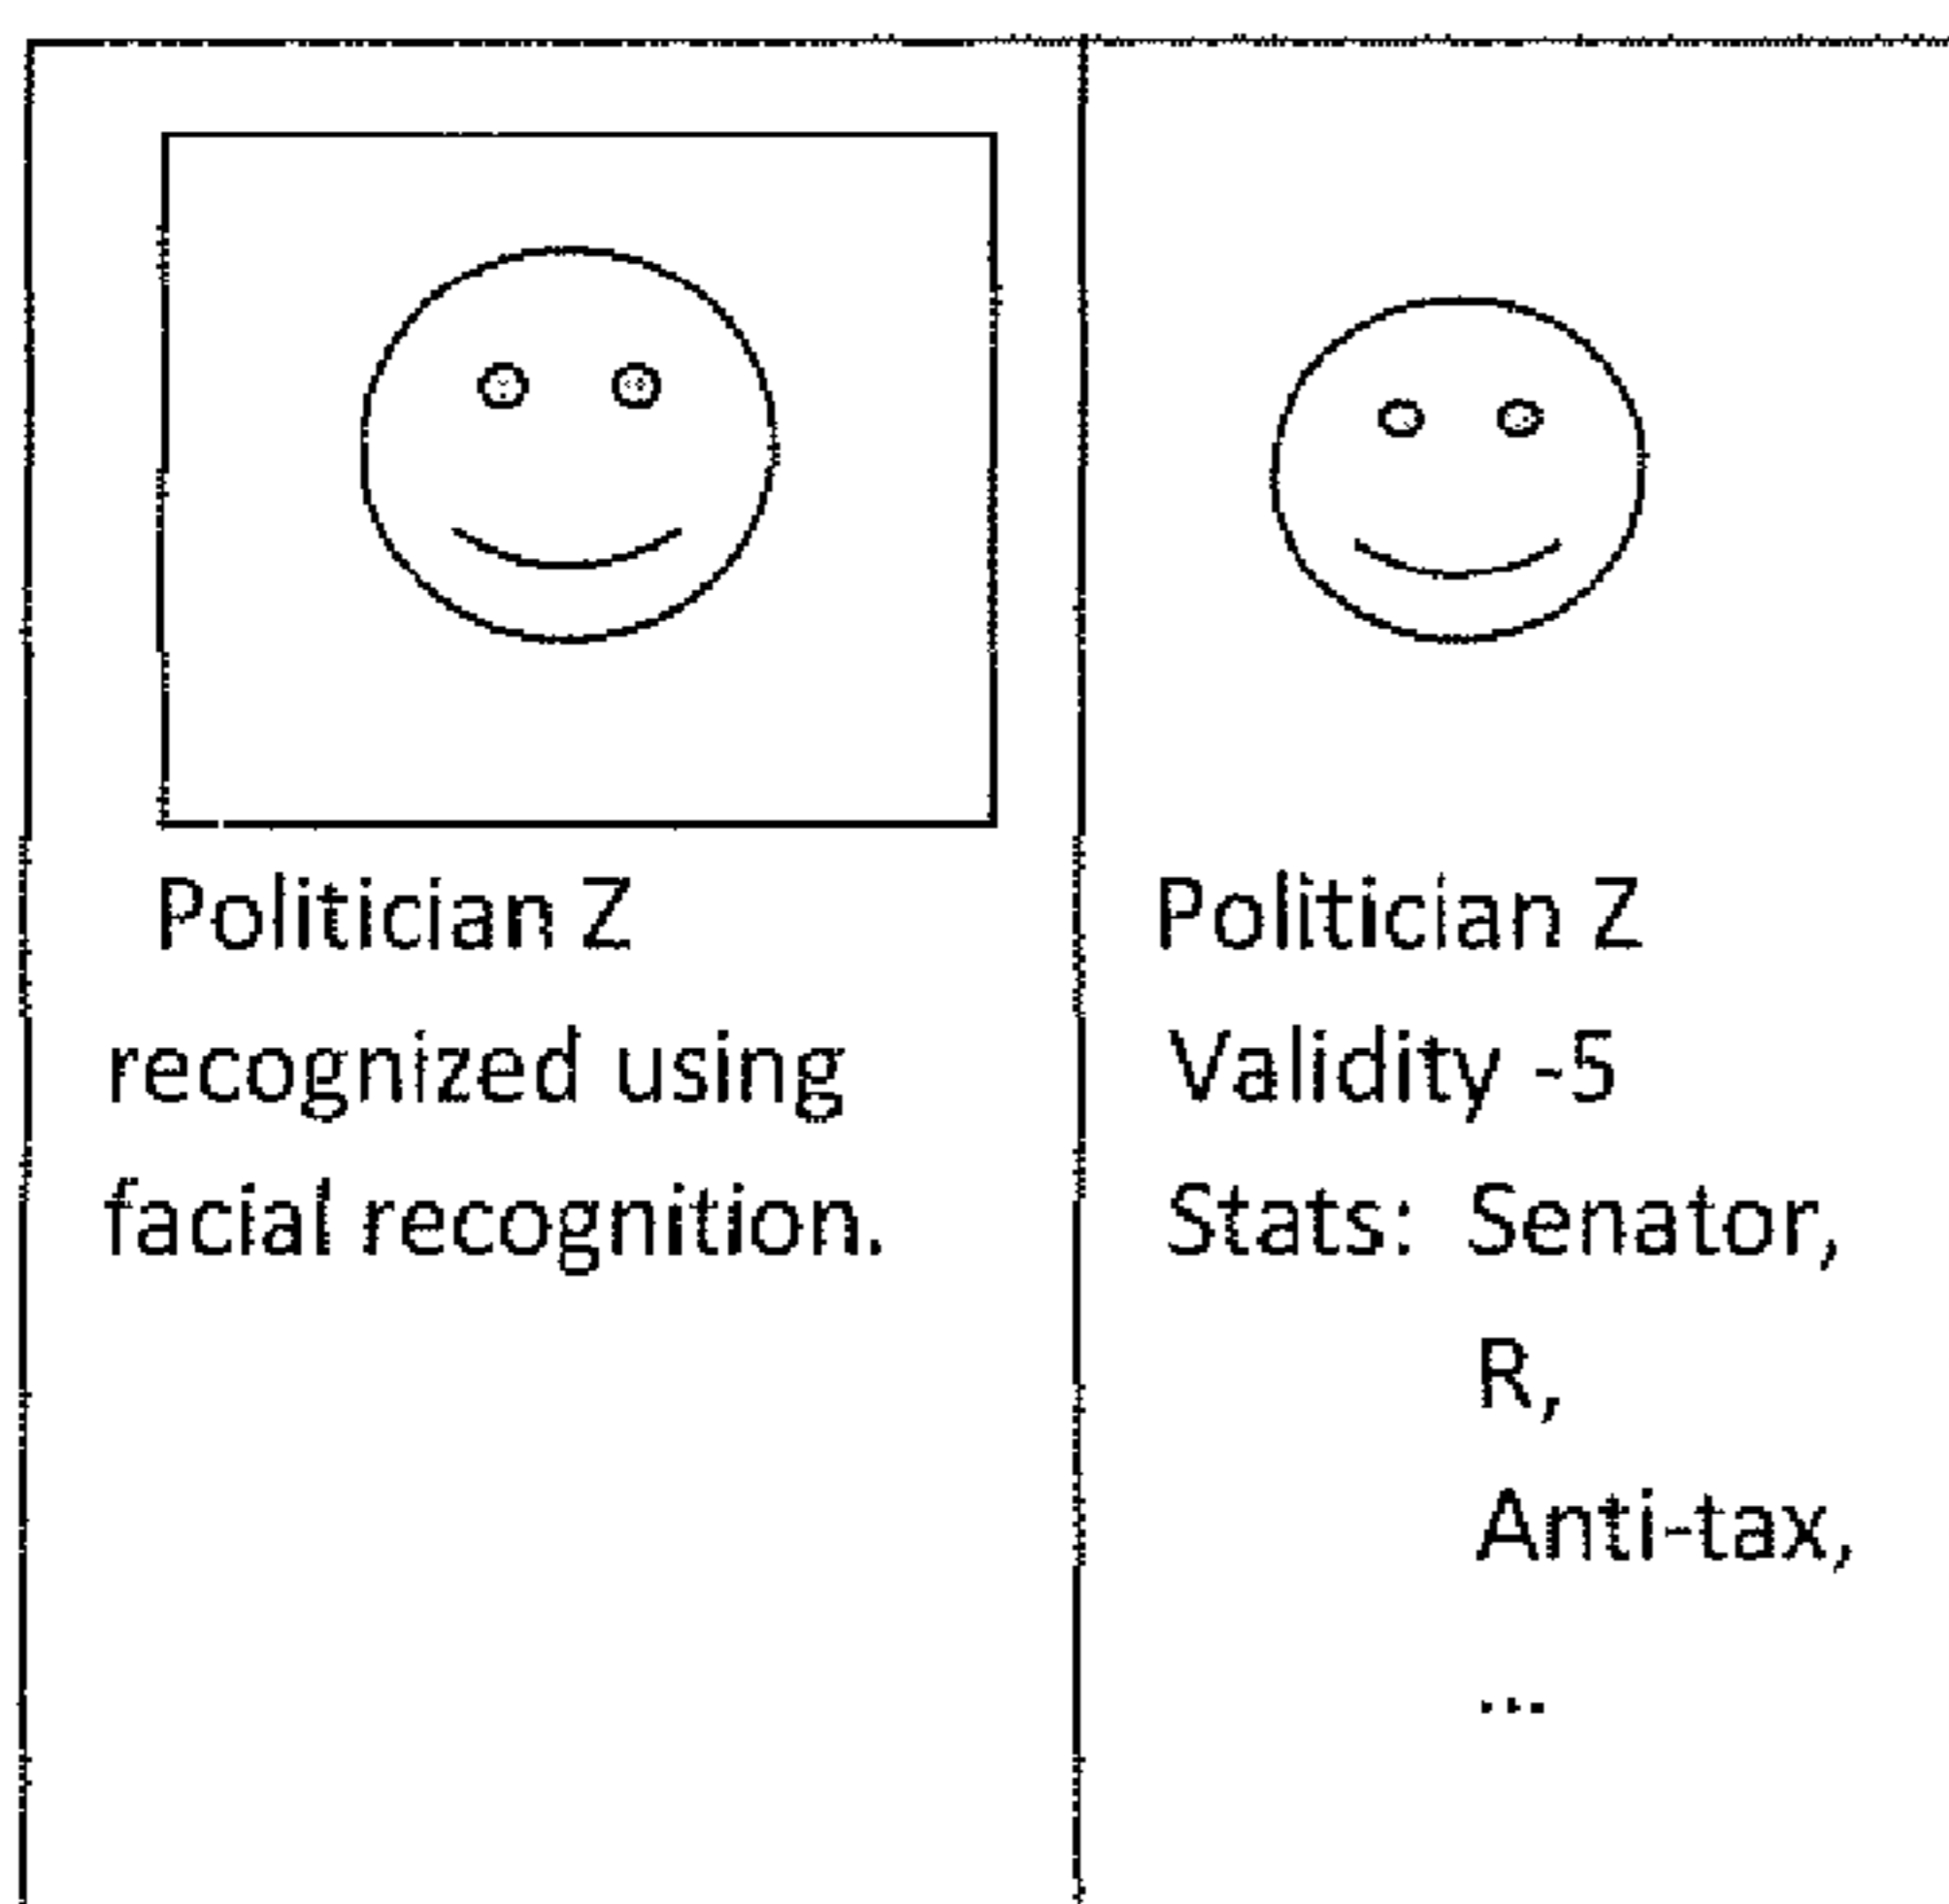 Politician Z
recognized using
facial recognition.
Politician Z
Validity -5
Stats: Senator,
R,
Anti-tax,
...